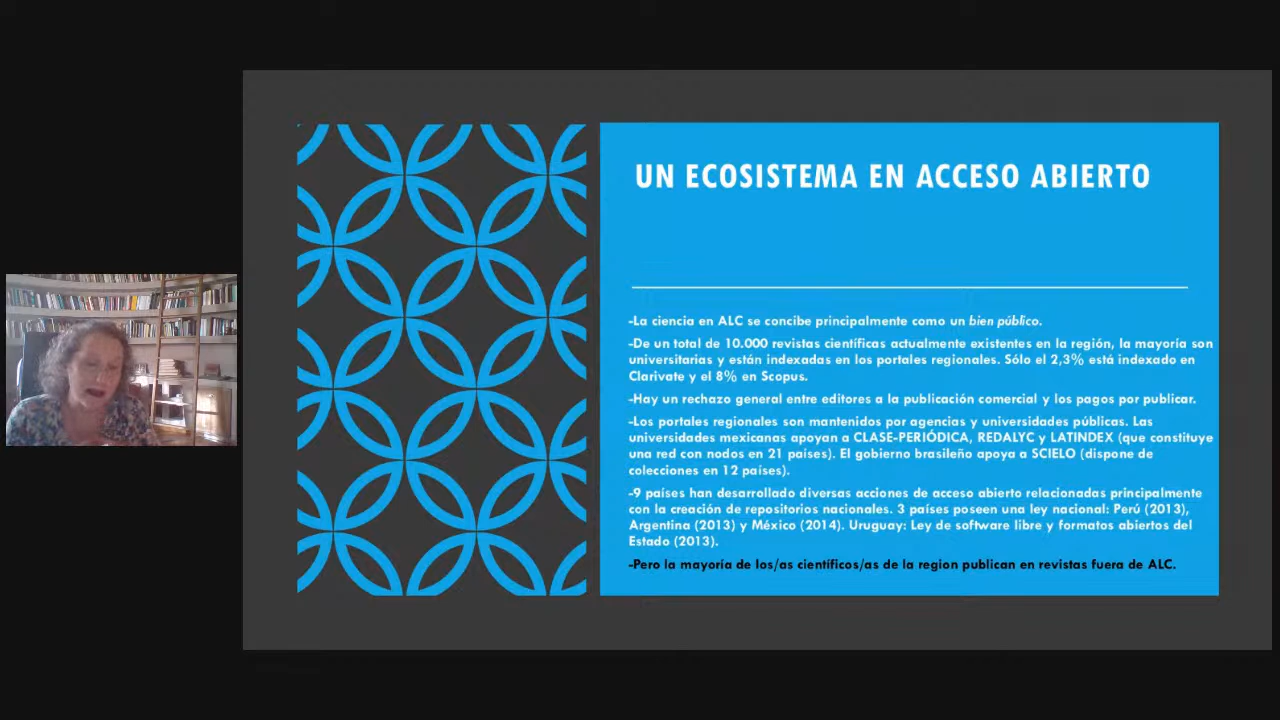 UN ECOSISTEMA EN ACCESO ABIERTO
-La ciencia en ALC se concibe principalmente como un bien público.
-De un total de 10.000 revistas científicas actualmente existentes en la región, la mayoría son
universitarias y están indexadas en los portales regionales. Sólo el 2,3% está indexado en
Clarivate y el 8% en Scopus.
-Hay un rechazo general entre editores a la publicación comercial y los pagos por publicar.
-Los portales regionales son mantenidos por agencias y universidades públicas. Las
universidades mexicanas apoyan a CLASE-PERIÓDICA, REDALYC y LATINDEX (que constituye
una red con nodos en 21 países). El gobierno brasileño apoya a SCIELO (dispone de
colecciones en 12 países).
-9 países han desarrollado diversas acciones de acceso abierto relacionadas principalmente
con la creación de repositorios nacionales. 3 países poseen una ley nacional: Perú (2013),
Argentina (2013) y México (2014). Uruguay: Ley de software libre y formatos abiertos del
Estado (2013).
-Pero la mayoría de los/as científicos/as de la region publican en revistas fuera de ALC.